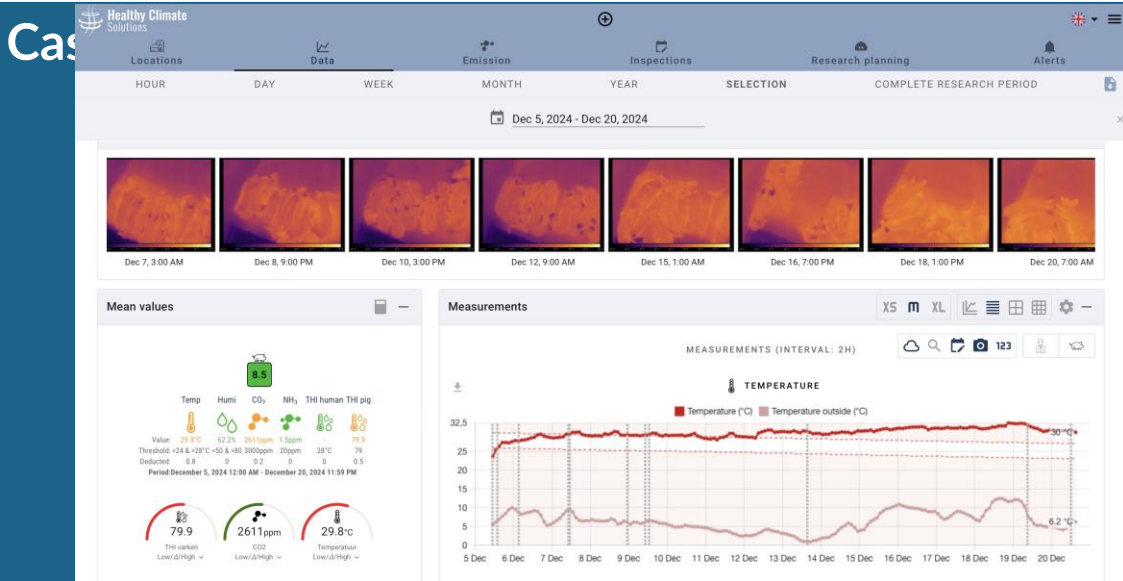 Cas
Healthy Climate
Solutions
Locations Data Emission Inspections Research planning Alerts
HOUR DAY WEEK MONTH YEAR SELECTION COMPLETE RESEARCH PERIOD
Dec 5, 2024 - Dec 20, 2024
Dec 7, 3:00 AM Dec 8, 9:00 PM Dec 10, 3:00 PM Dec 12, 9:00 AM Dec 15, 1:00 AM Dec 16, 7:00 PM Dec 18, 1:00 PM Dec 20, 7:00 AM
Mean values
8.5
Temp Humi CO₂ NH₃ THI human THI pig
Value: 29.8°C 62.2% 2611ppm 1.5ppm - 79.9
Threshold: <24 & >28°C <50 & >80 3000ppm 20ppm 28°C 79
Deducted: 0.8 0 0.2 0 0 0.5
Period:December 5, 2024 12:00 AM - December 20, 2024 11:59 PM
79.9 2611ppm 29.8°C
THI varken CO2 Temperatuur
Low/Δ/High Low/Δ/High Low/Δ/High
Measurements XS m XL
MEASUREMENTS (INTERVAL: 2H) 123
TEMPERATURE
Temperature (°C) Temperature outside (°C)
32.5
25
20
15
10
5
0
30 °C
6.2 °C
5 Dec 6 Dec 7 Dec 8 Dec 9 Dec 10 Dec 11 Dec 12 Dec 13 Dec 14 Dec 15 Dec 16 Dec 17 Dec 18 Dec 19 Dec 20 Dec